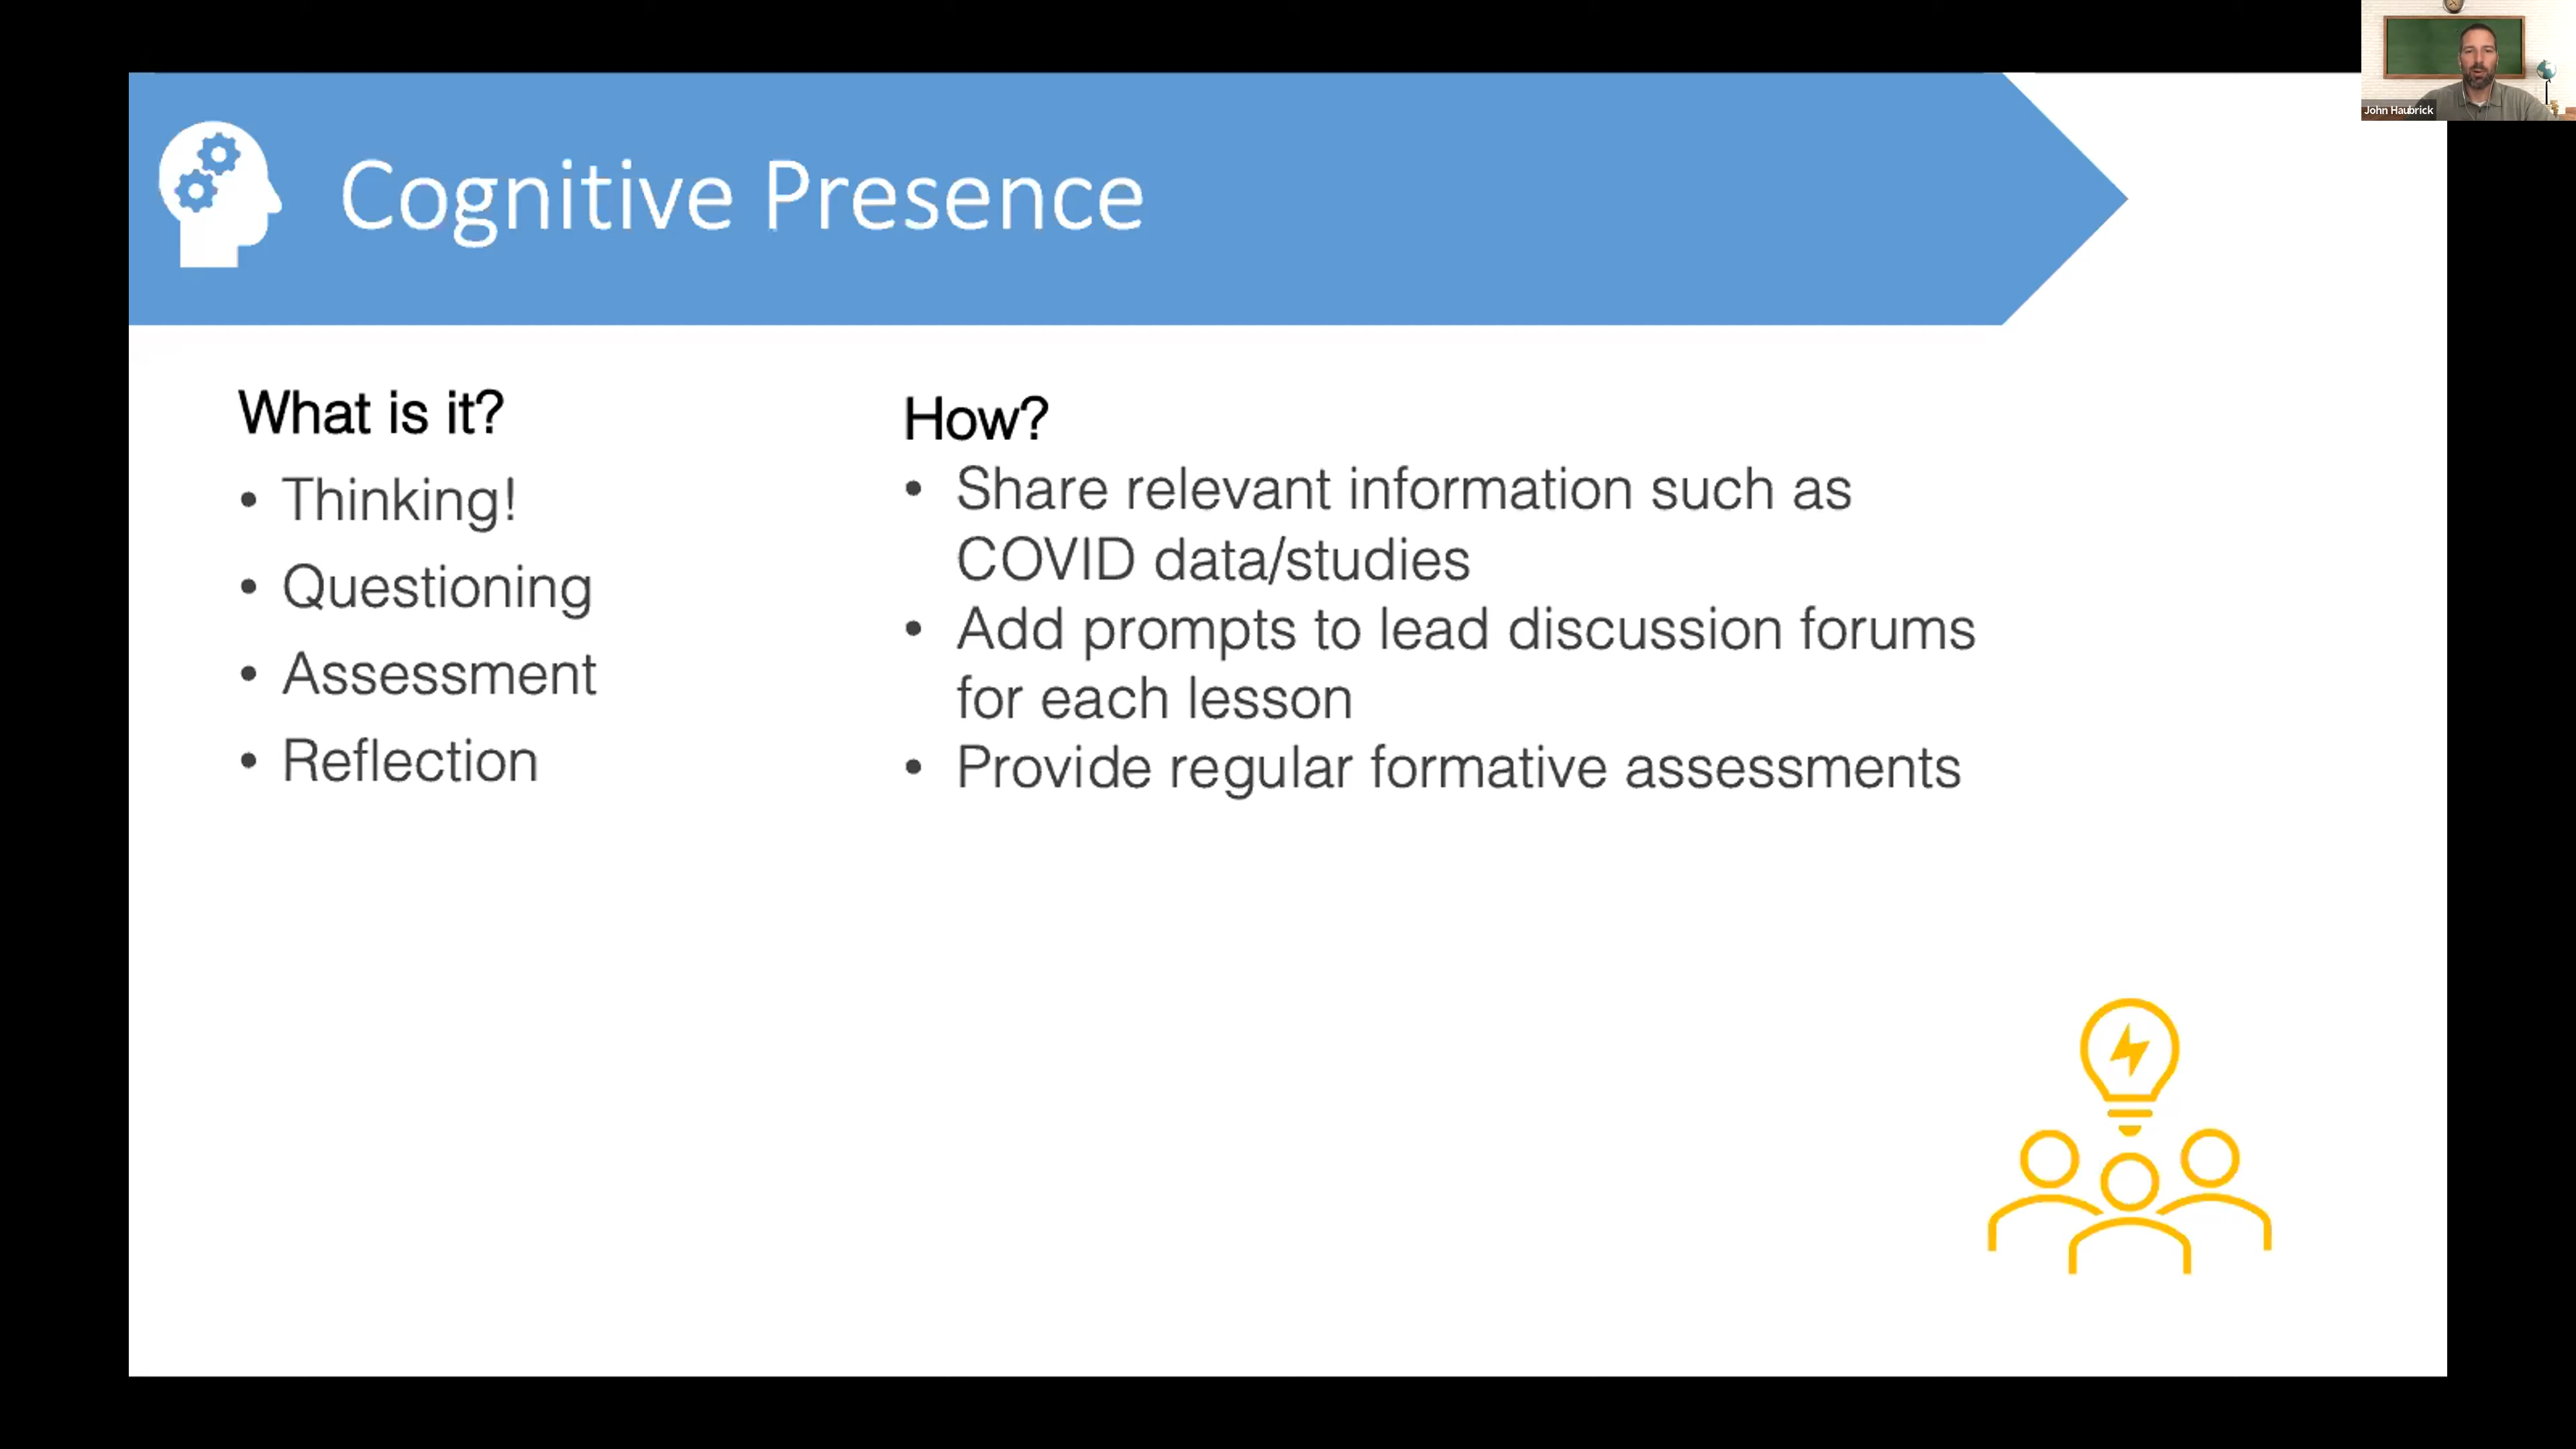 John Haubrick
Cognitive Presence
What is it?
• Thinking!
• Questioning
• Assessment
• Reflection
How?
• Share relevant information such as
COVID data/studies
• Add prompts to lead discussion forums
for each lesson
• Provide regular formative assessments